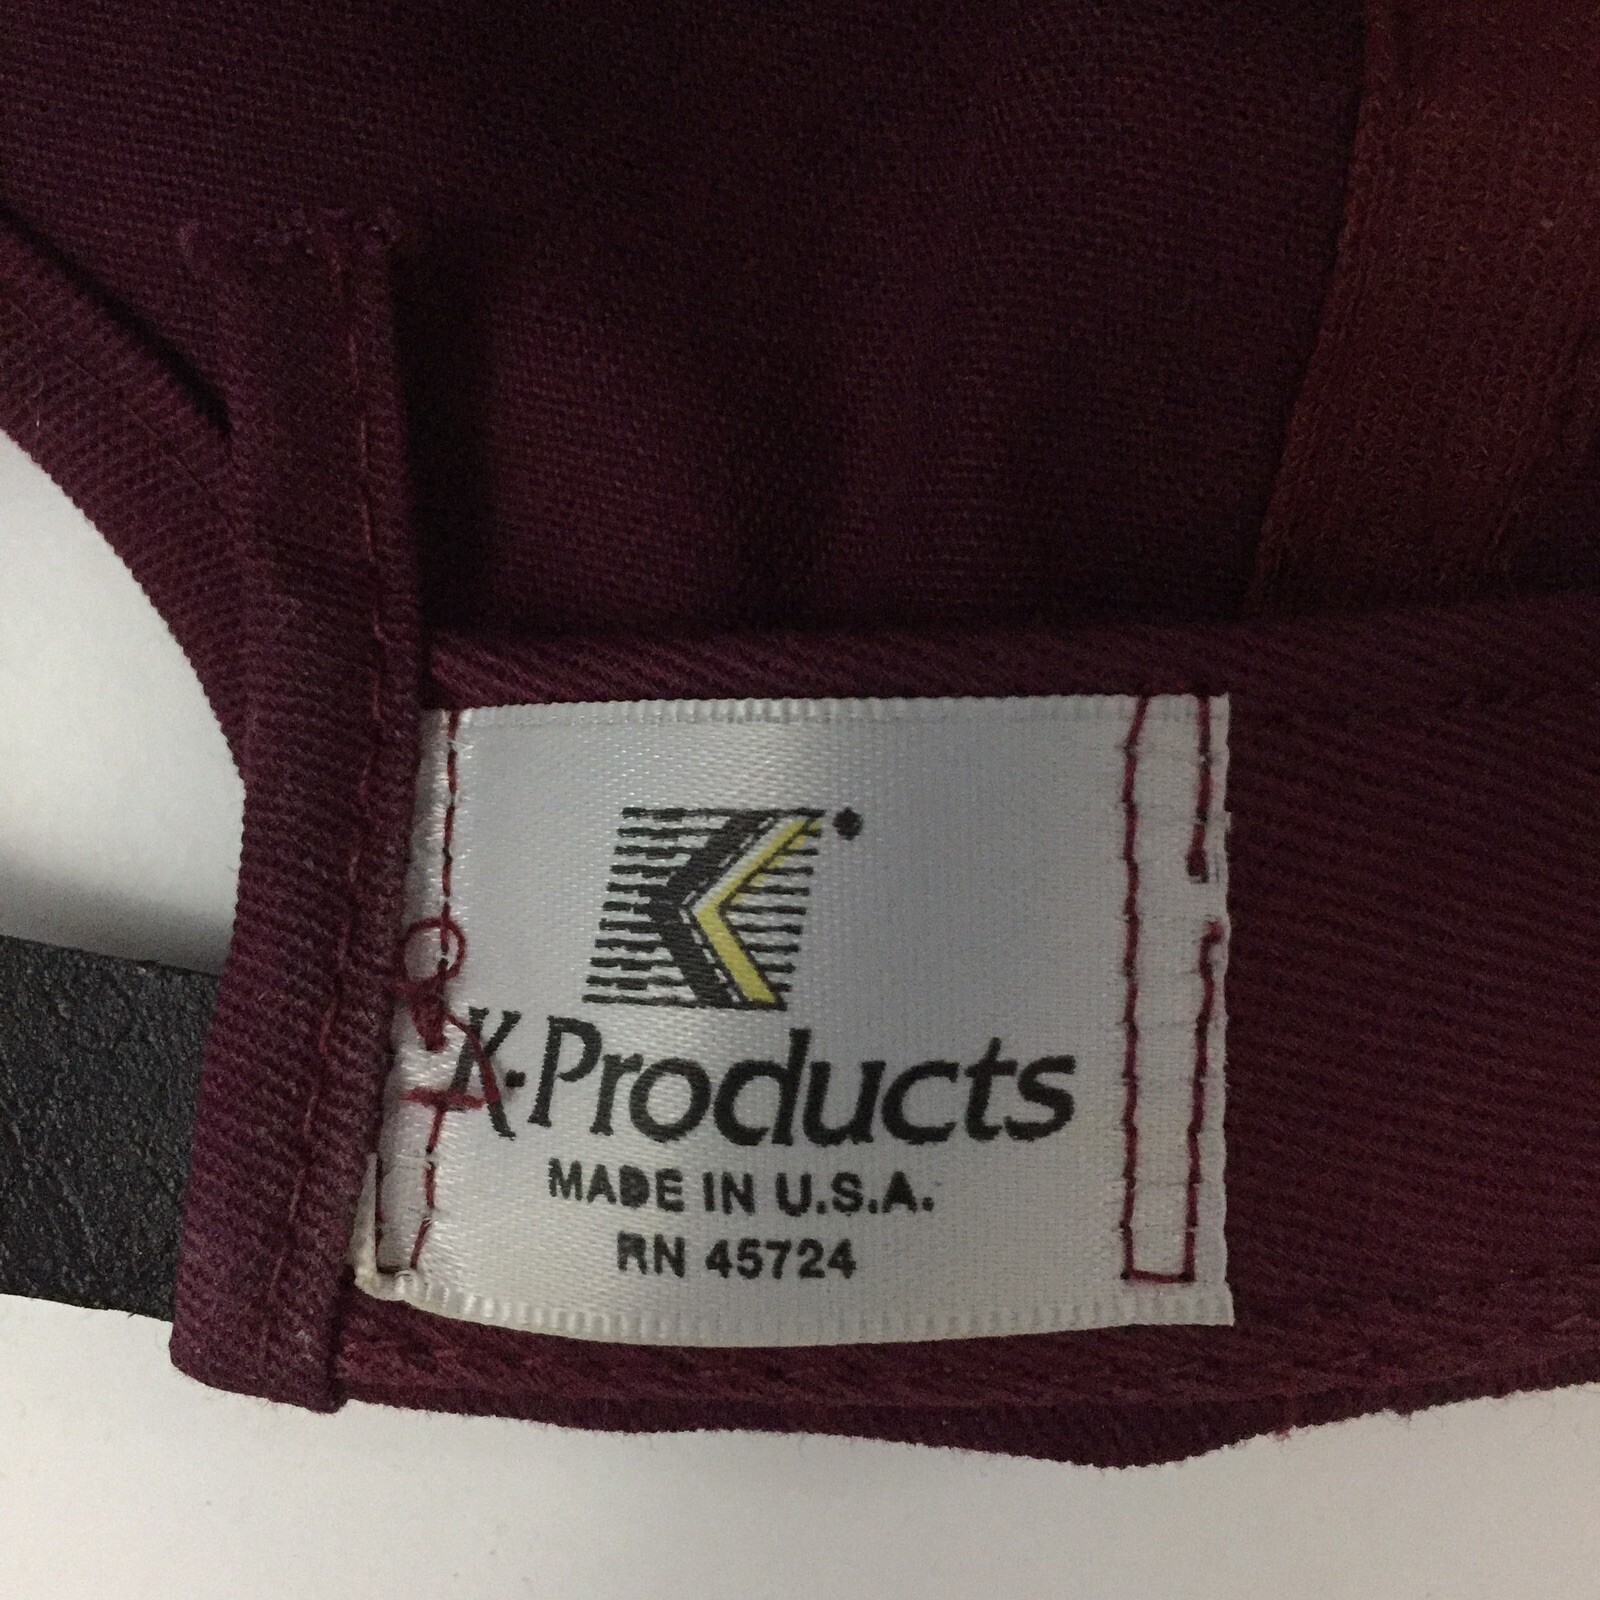 K-Products
MADE IN U.S.A.
RN 45724